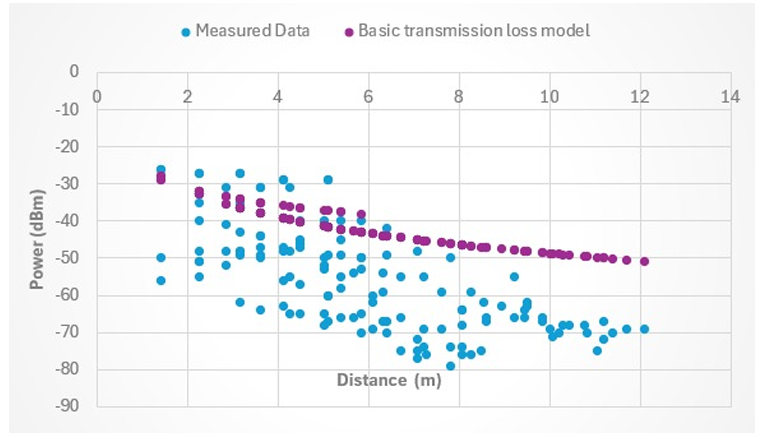 Measured Data Basic transmission loss model
0
0 2 4 6 8 10 12 14
-10
-20
-30
-40
-50
-60
-70
-80
-90
Power (dBm)
Distance (m)